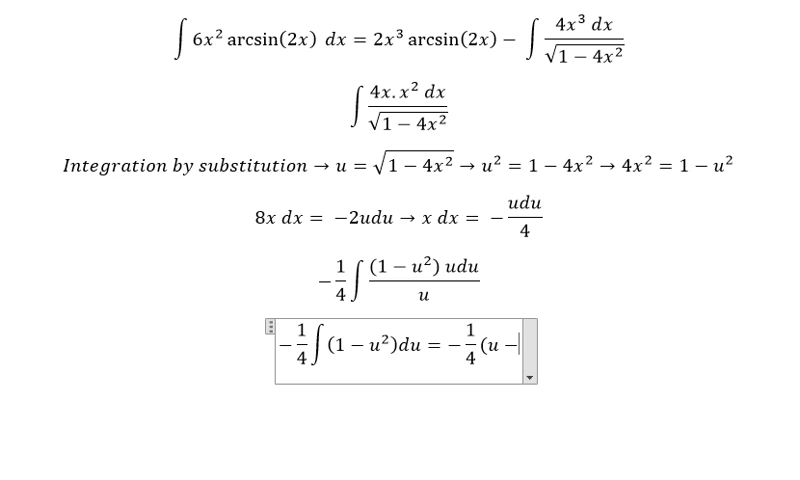 ∫ 6x² arcsin(2x) dx = 2x³ arcsin(2x) − ∫ 4x³ dx / √(1 − 4x²)
∫ 4x.x² dx / √(1 − 4x²)
Integration by substitution → u = √(1 − 4x²) → u² = 1 − 4x² → 4x² = 1 − u²
8x dx = −2udu → x dx = − udu / 4
− 1/4 ∫ (1 − u²) udu / u
− 1/4 ∫ (1 − u²)du = − 1/4 (u −